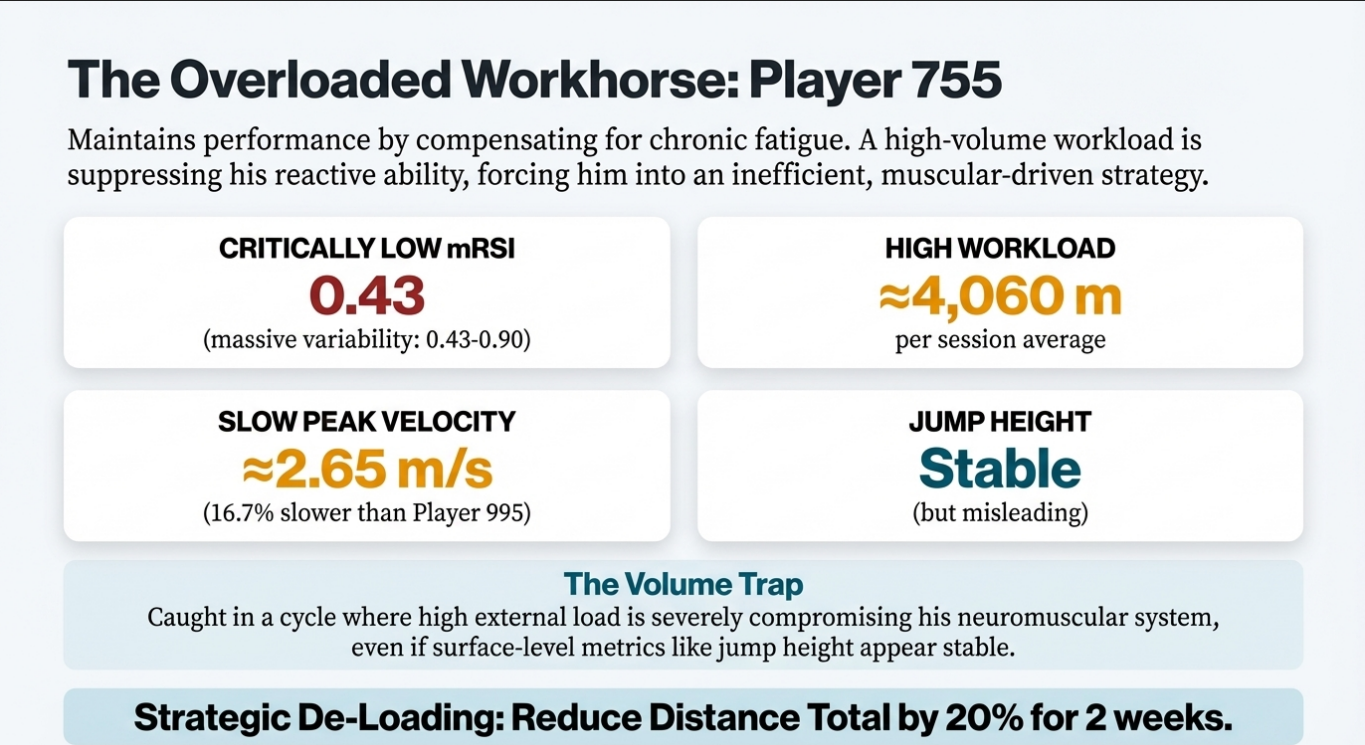 The Overloaded Workhorse: Player 755
Maintains performance by compensating for chronic fatigue. A high-volume workload is
suppressing his reactive ability, forcing him into an inefficient, muscular-driven strategy.
CRITICALLY LOW mRSI
0.43
(massive variability: 0.43-0.90)
HIGH WORKLOAD
≈4,060 m
per session average
SLOW PEAK VELOCITY
≈2.65 m/s
(16.7% slower than Player 995)
JUMP HEIGHT
Stable
(but misleading)
The Volume Trap
Caught in a cycle where high external load is severely compromising his neuromuscular system,
even if surface-level metrics like jump height appear stable.
Strategic De-Loading: Reduce Distance Total by 20% for 2 weeks.